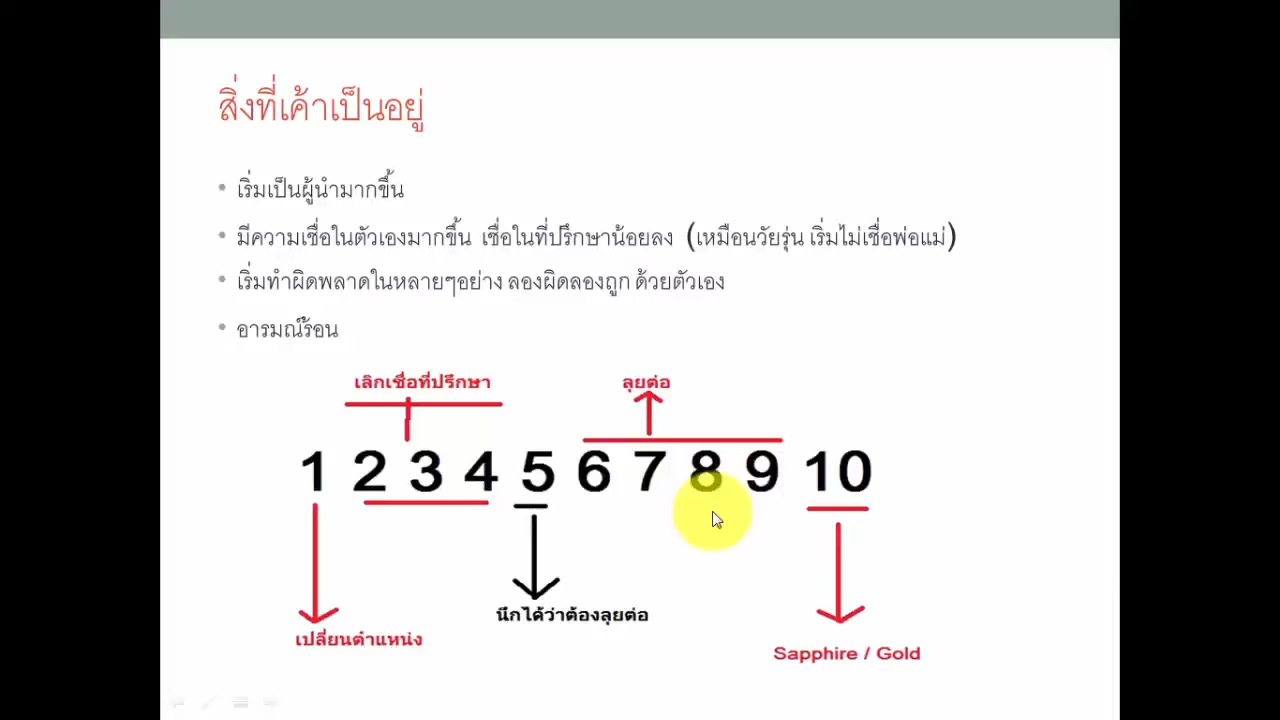 สิ่งที่เค้าเป็นอยู่
• เริ่มเป็นผู้นำมากขึ้น
• มีความเชื่อในตัวเองมากขึ้น เชื่อในที่ปรึกษาน้อยลง (เหมือนวัยรุ่น เริ่มไม่เชื่อพ่อแม่)
• เริ่มทำผิดพลาดในหลายๆอย่าง ลองผิดลองถูก ด้วยตัวเอง
• อารมณ์ร้อน
เลิกเชื่อที่ปรึกษา ลุยต่อ
1 2 3 4 5 6 7 8 9 10
นึกได้ว่าต้องลุยต่อ
เปลี่ยนตำแหน่ง
Sapphire / Gold